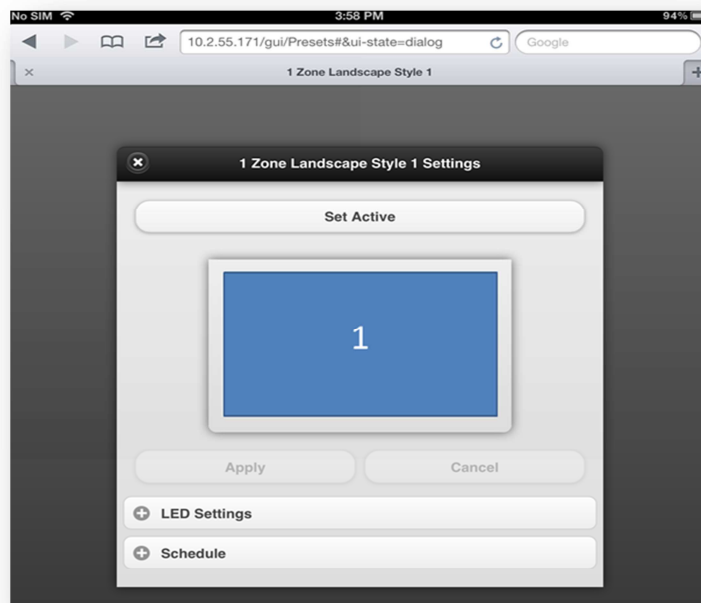 No SIM 3:58 PM 94%
10.2.55.171/gui/Presets#&ui-state=dialog Google
1 Zone Landscape Style 1
1 Zone Landscape Style 1 Settings
Set Active
1
Apply Cancel
LED Settings
Schedule